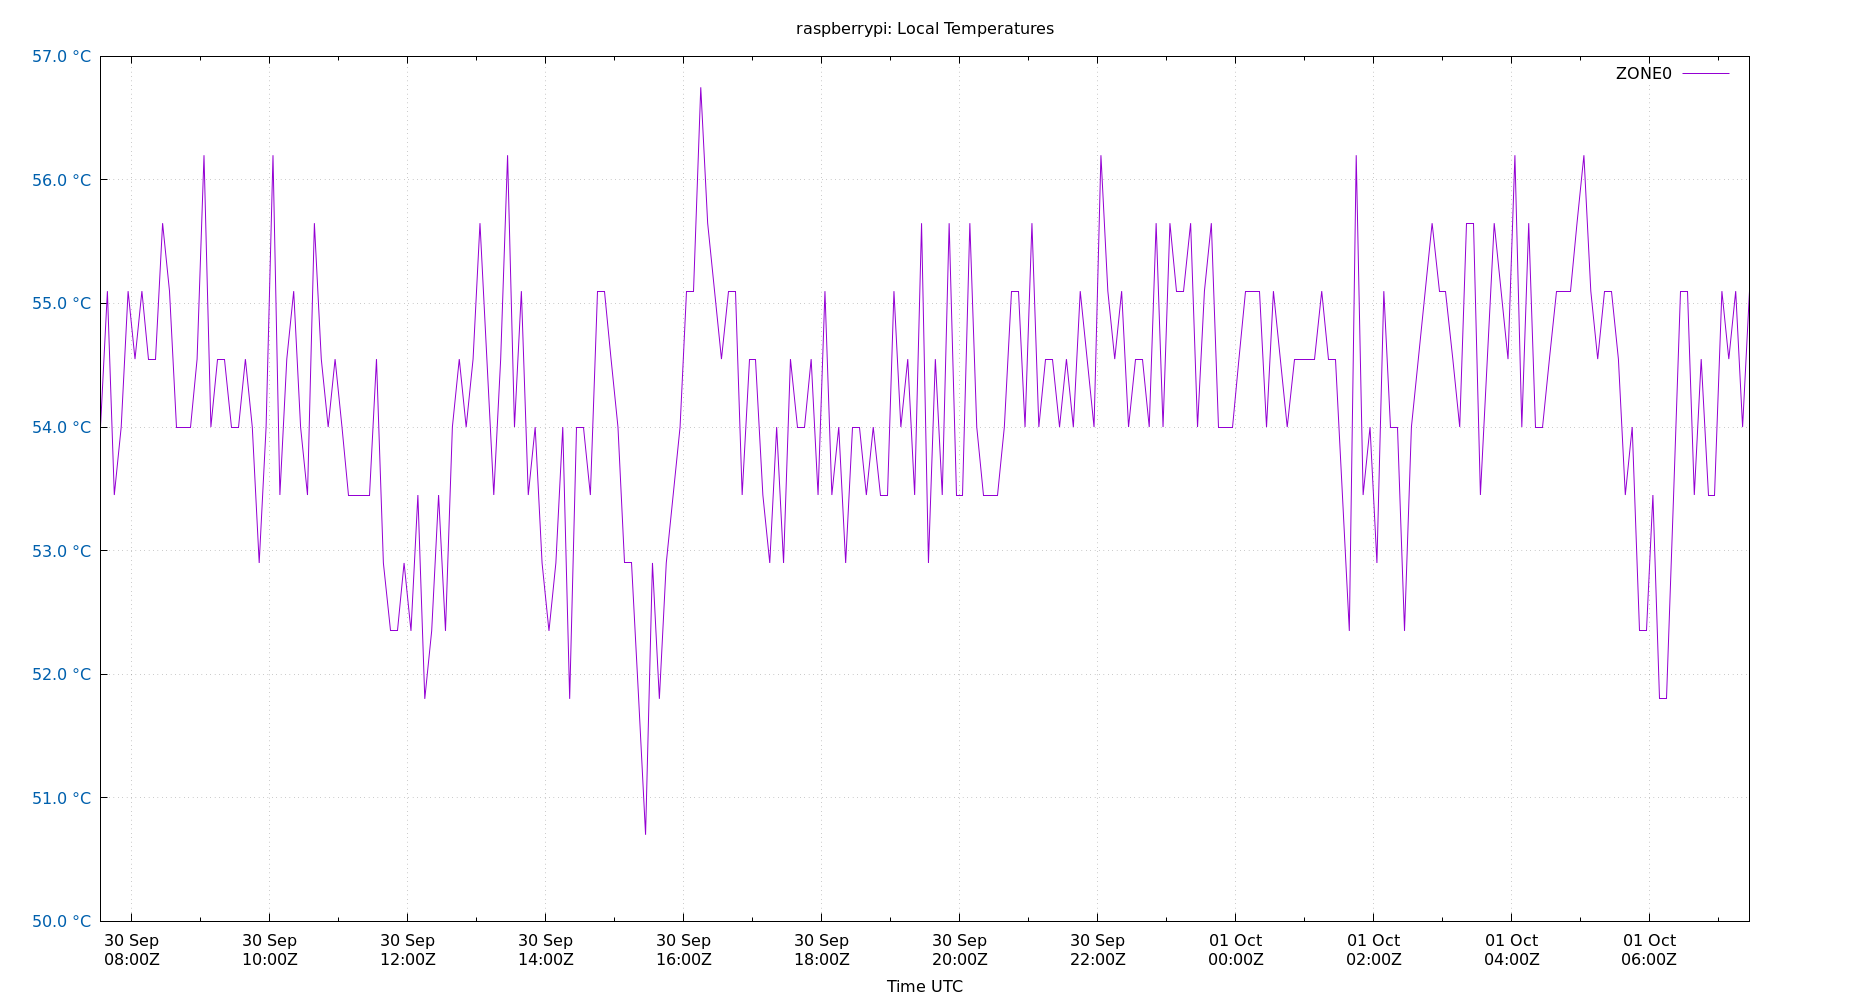 raspberrypi: Local Temperatures
57.0 °C
ZONE0
56.0 °C
55.0 °C
54.0 °C
53.0 °C
52.0 °C
51.0 °C
50.0 °C
30 Sep 30 Sep 30 Sep 30 Sep 30 Sep 30 Sep 30 Sep 30 Sep 01 Oct 01 Oct 01 Oct 01 Oct
08:00Z 10:00Z 12:00Z 14:00Z 16:00Z 18:00Z 20:00Z 22:00Z 00:00Z 02:00Z 04:00Z 06:00Z
Time UTC